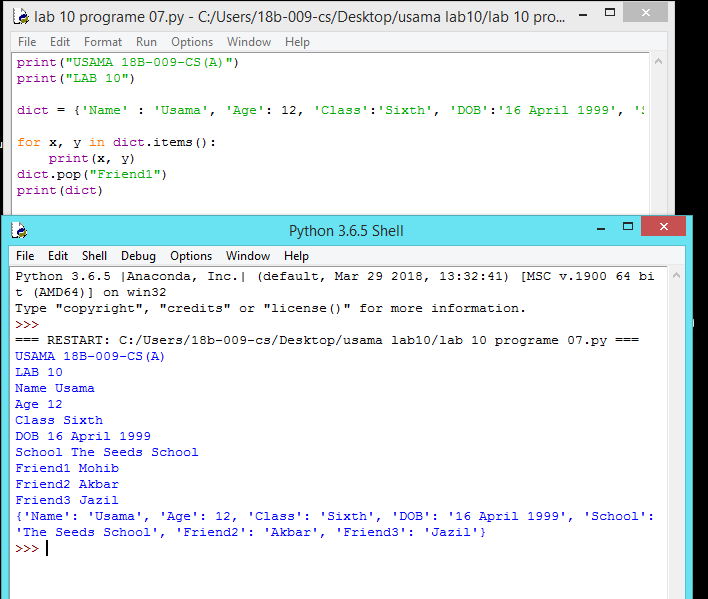 lab 10 programe 07.py - C:/Users/18b-009-cs/Desktop/usama lab10/lab 10 pro...
File Edit Format Run Options Window Help
print("USAMA 18B-009-CS(A)")
print("LAB 10")
dict = {'Name' : 'Usama', 'Age': 12, 'Class':'Sixth', 'DOB':'16 April 1999', '
for x, y in dict.items():
    print(x, y)
dict.pop("Friend1")
print(dict)
Python 3.6.5 Shell
File Edit Shell Debug Options Window Help
Python 3.6.5 |Anaconda, Inc.| (default, Mar 29 2018, 13:32:41) [MSC v.1900 64 bi
t (AMD64)] on win32
Type "copyright", "credits" or "license()" for more information.
>>>
=== RESTART: C:/Users/18b-009-cs/Desktop/usama lab10/lab 10 programe 07.py ===
USAMA 18B-009-CS(A)
LAB 10
Name Usama
Age 12
Class Sixth
DOB 16 April 1999
School The Seeds School
Friend1 Mohib
Friend2 Akbar
Friend3 Jazil
{'Name': 'Usama', 'Age': 12, 'Class': 'Sixth', 'DOB': '16 April 1999', 'School':
'The Seeds School', 'Friend2': 'Akbar', 'Friend3': 'Jazil'}
>>>